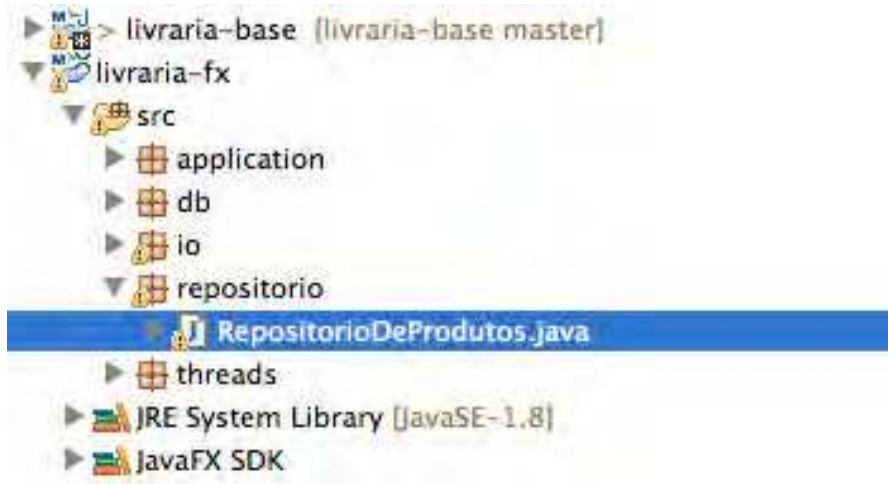 > livraria-base [livraria-base master]
livraria-fx
src
application
db
io
repositorio
RepositorioDeProdutos.java
threads
JRE System Library [JavaSE-1.8]
JavaFX SDK